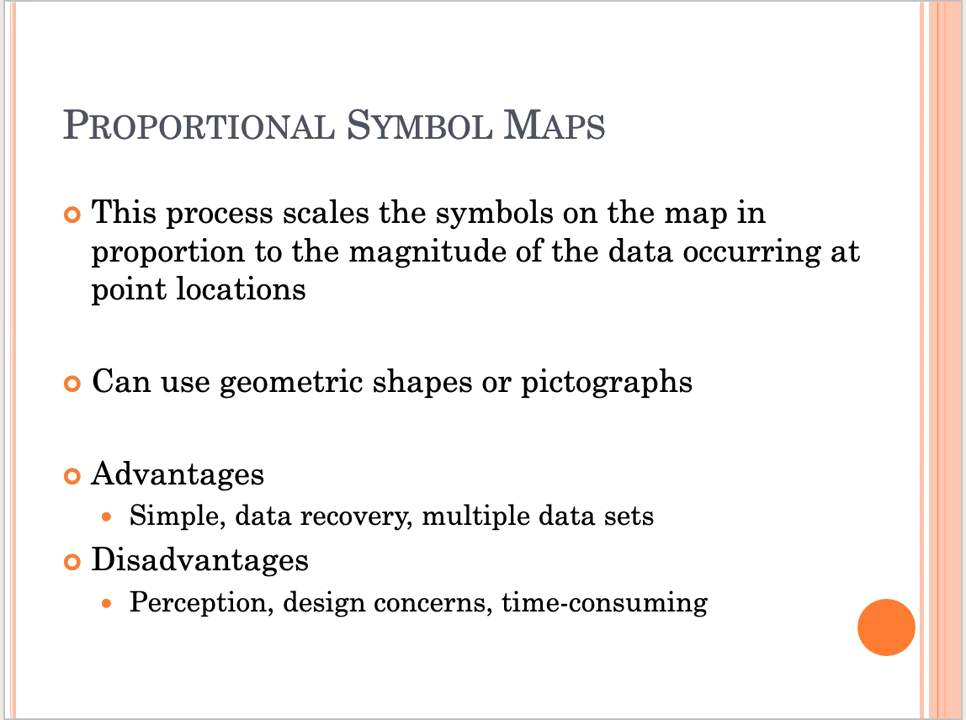 Proportional Symbol Maps
This process scales the symbols on the map in
proportion to the magnitude of the data occurring at
point locations
Can use geometric shapes or pictographs
Advantages
Simple, data recovery, multiple data sets
Disadvantages
Perception, design concerns, time-consuming